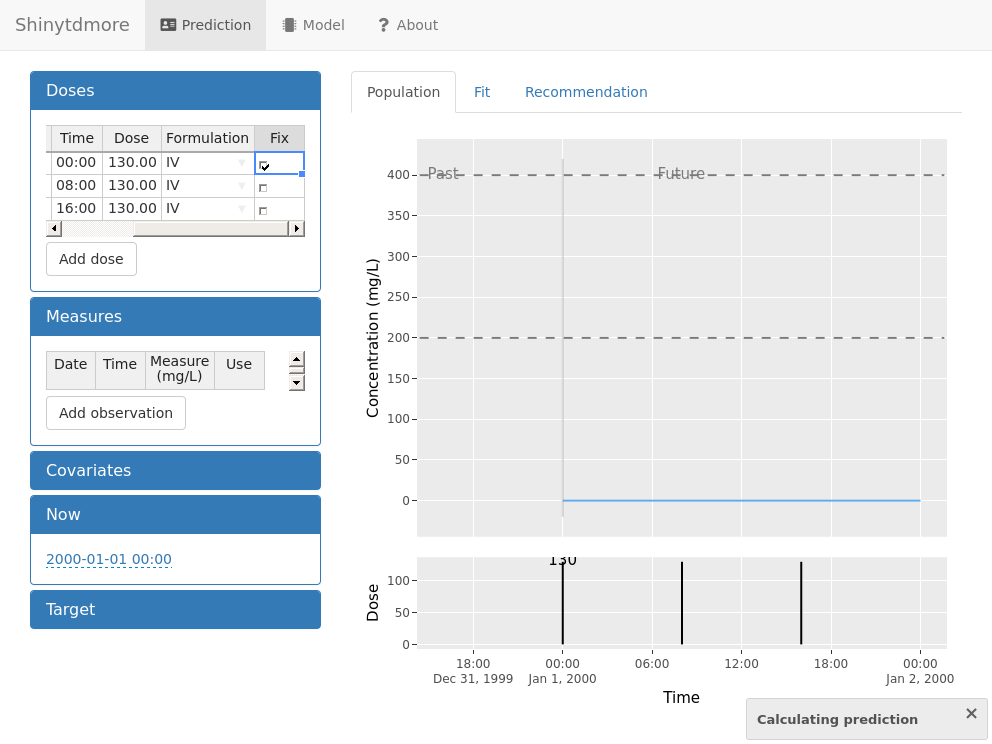 Shinytdmore Prediction Model ? About
Doses
Time Dose Formulation Fix
00:00 130.00 IV
08:00 130.00 IV
16:00 130.00 IV
Add dose
Measures
Date Time Measure (mg/L) Use
Add observation
Covariates
Now
2000-01-01 00:00
Target
Population Fit Recommendation
Past Future
Concentration (mg/L)
400
350
300
250
200
150
100
50
0
130
Dose
100
50
0
18:00 00:00 06:00 12:00 18:00 00:00
Dec 31, 1999 Jan 1, 2000 Jan 2, 2000
Time
Calculating prediction ×